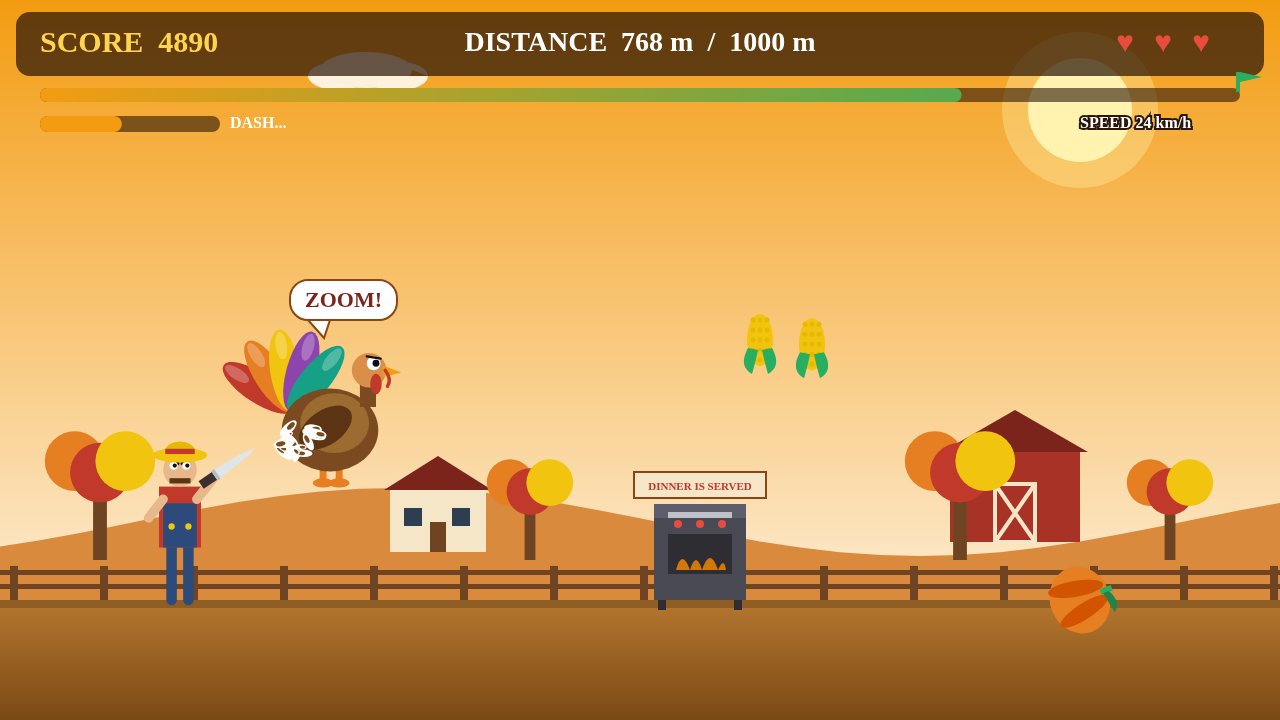 SCORE 4890
DISTANCE 768 m / 1000 m
DASH...
SPEED 24 km/h
ZOOM!
DINNER IS SERVED